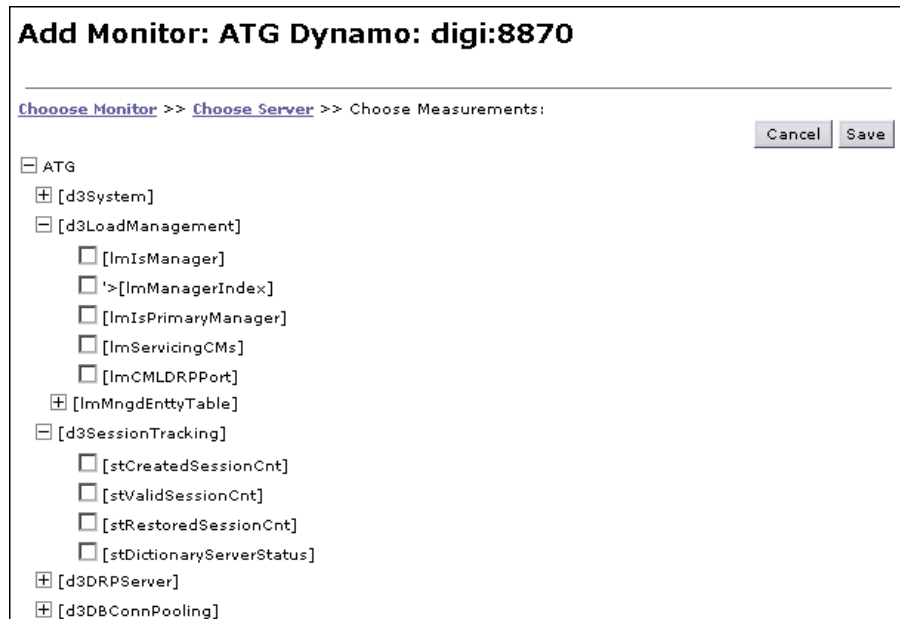 Add Monitor: ATG Dynamo: digi:8870
Chooose Monitor >> Choose Server >> Choose Measurements:
Cancel Save
ATG
[d3System]
[d3LoadManagement]
[lmIsManager]
'>[lmManagerIndex]
[lmIsPrimaryManager]
[lmServicingCMs]
[lmCMLDRPPort]
[lmMngdEnttyTable]
[d3SessionTracking]
[stCreatedSessionCnt]
[stValidSessionCnt]
[stRestoredSessionCnt]
[stDictionaryServerStatus]
[d3DRPServer]
[d3DBConnPooling]